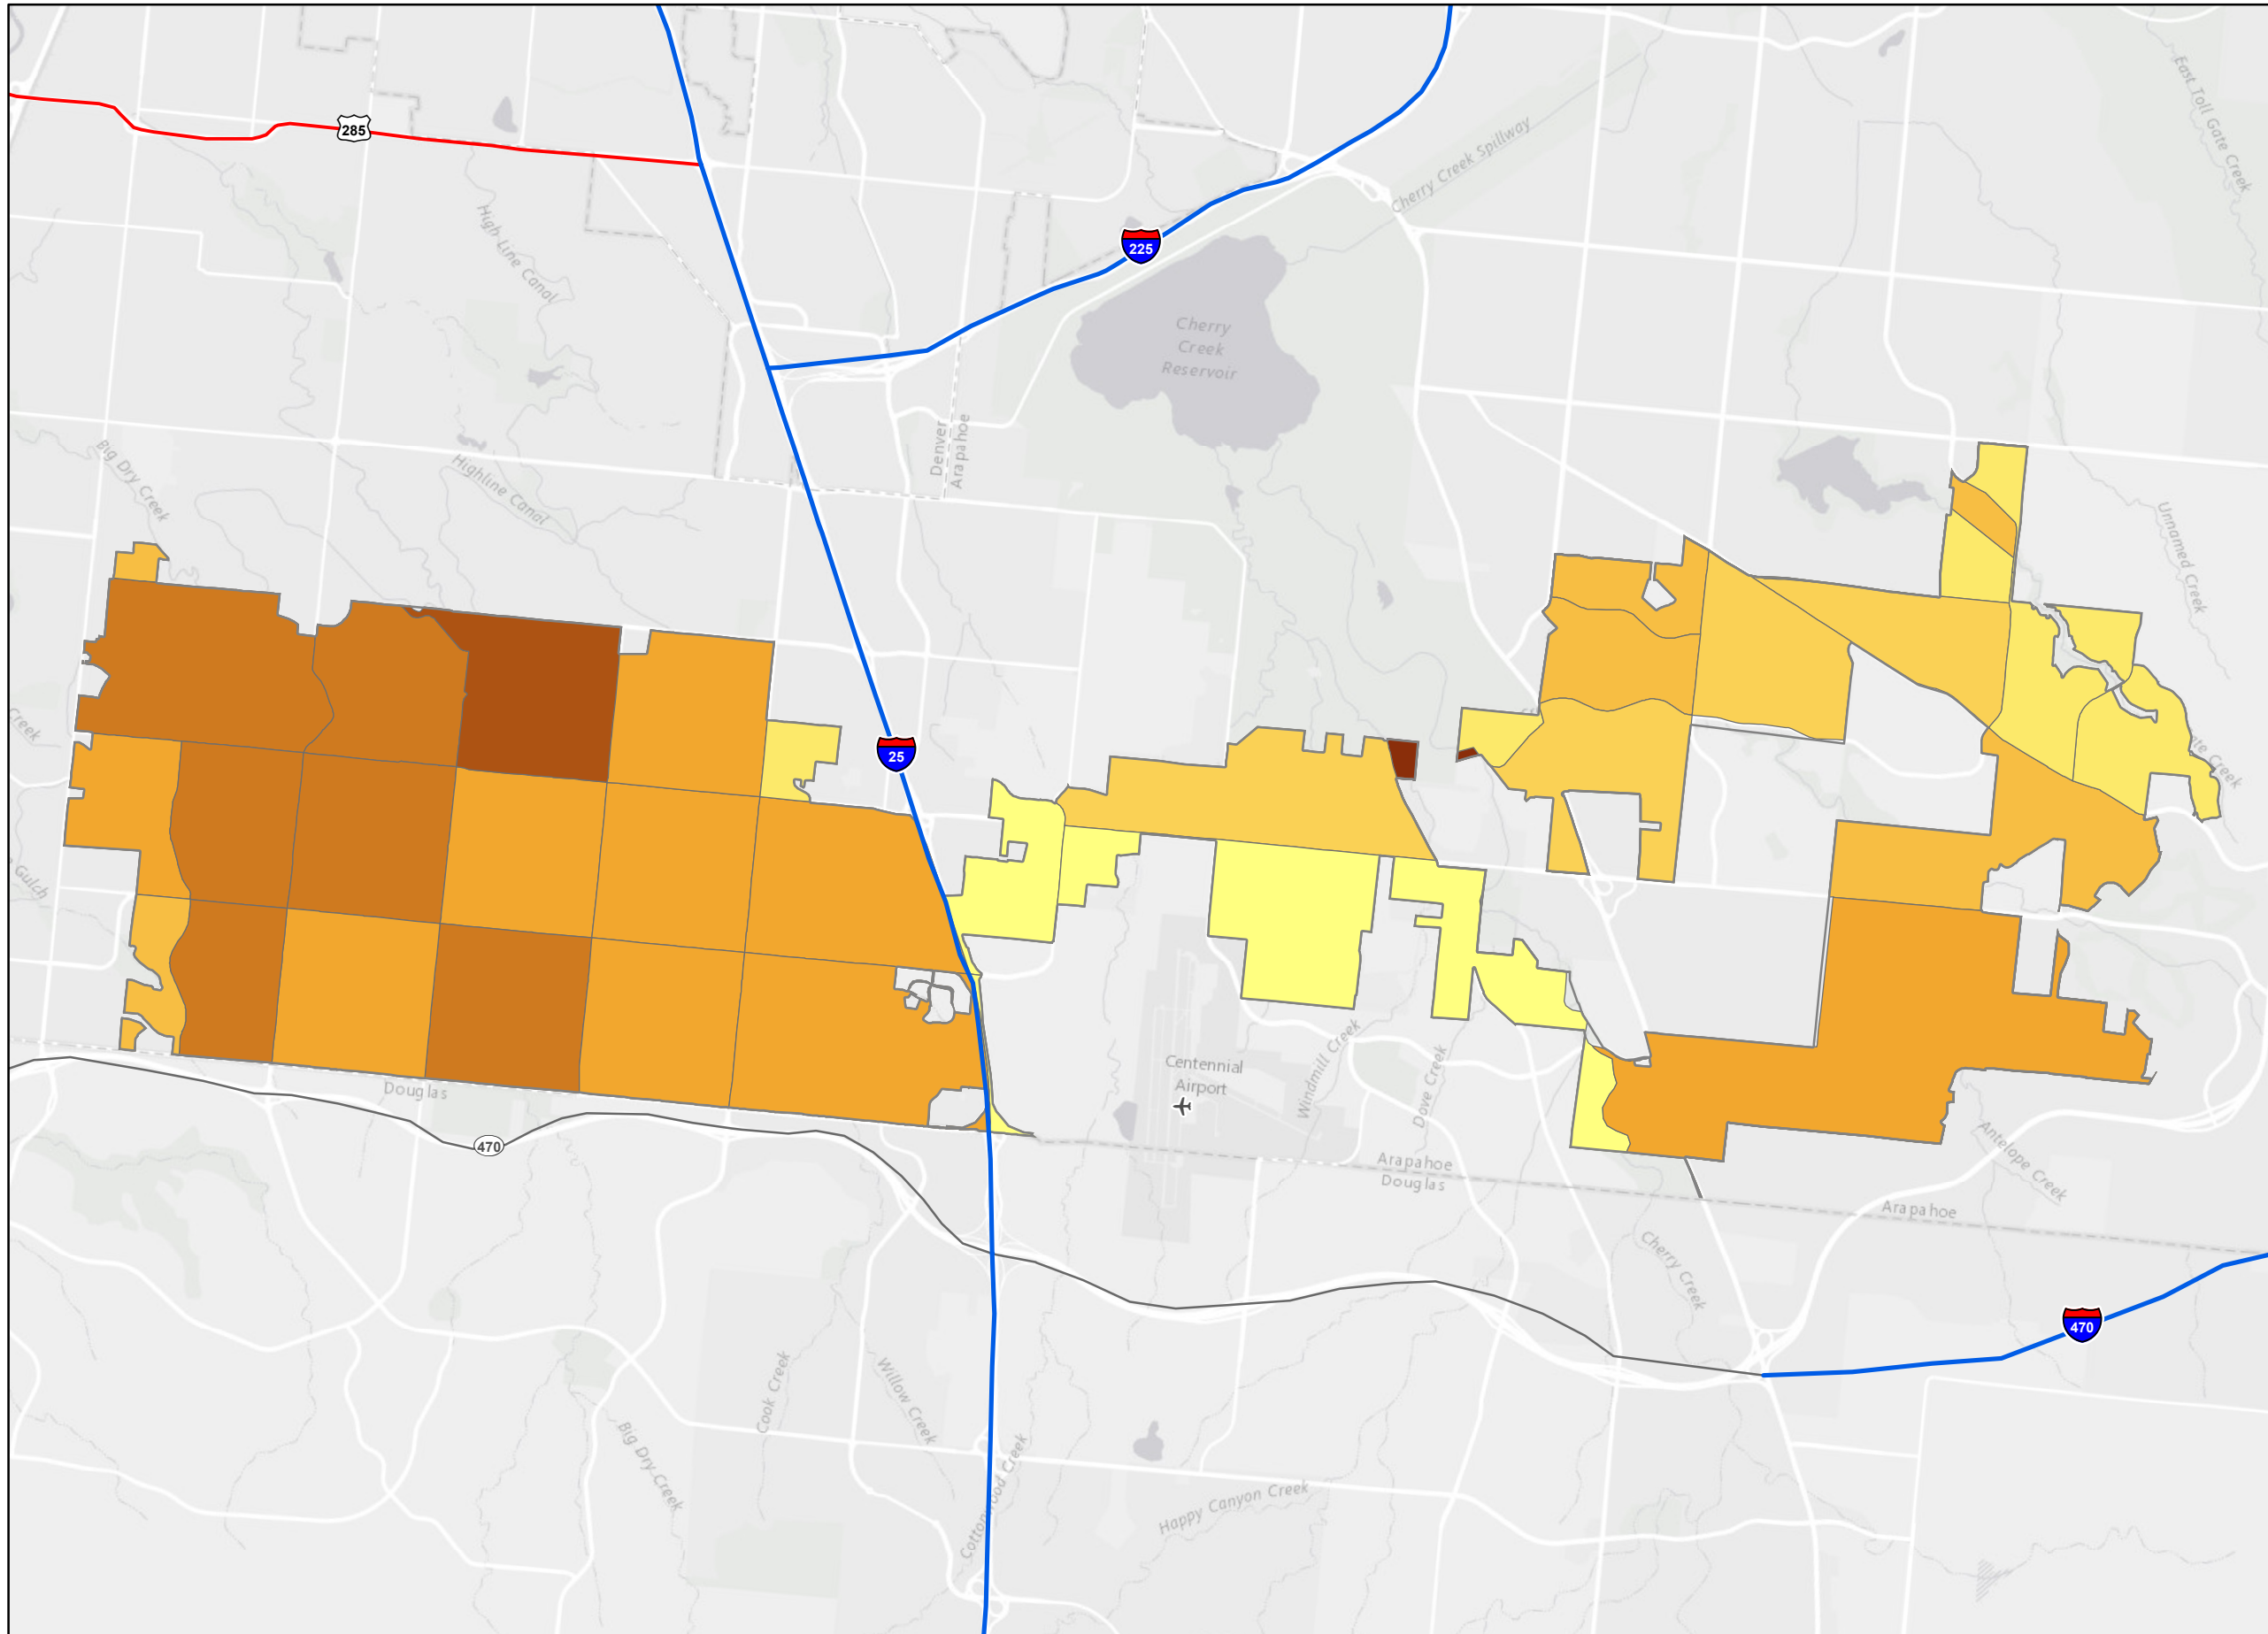 285
East Toll Gate Creek
Cherry Creek Spillway
High Line Canal
225
Cherry
Creek
Reservoir
Denver
Arapahoe
Big Dry Creek
Highline Canal
Unnamed Creek
Creek
25
Creek
Gulch
Centennial
Airport
Windmill Creek
Dove Creek
Douglas
470
Arapahoe
Douglas
Antelope Creek
Arapahoe
Cherry Creek
470
Cook Creek
Willow Creek
Big Dry Creek
Cottonwood Creek
Happy Canyon Creek